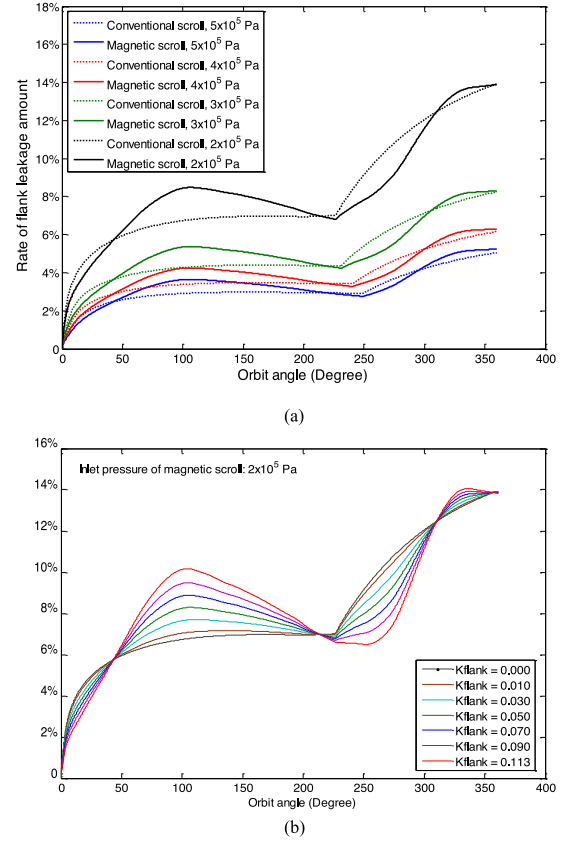 18%
16%
14%
12%
10%
8%
6%
4%
2%
0
Rate of flank leakage amount
Conventional scroll, 5x10⁵ Pa
Magnetic scroll, 5x10⁵ Pa
Conventional scroll, 4x10⁵ Pa
Magnetic scroll, 4x10⁵ Pa
Conventional scroll, 3x10⁵ Pa
Magnetic scroll, 3x10⁵ Pa
Conventional scroll, 2x10⁵ Pa
Magnetic scroll, 2x10⁵ Pa
0 50 100 150 200 250 300 350 400
Orbit angle (Degree)
(a)
16%
14%
12%
10%
8%
6%
4%
2%
0
Inlet pressure of magnetic scroll: 2x10⁵ Pa
Kflank = 0.000
Kflank = 0.010
Kflank = 0.030
Kflank = 0.050
Kflank = 0.070
Kflank = 0.090
Kflank = 0.113
0 50 100 150 200 250 300 350 400
Orbit angle (Degree)
(b)